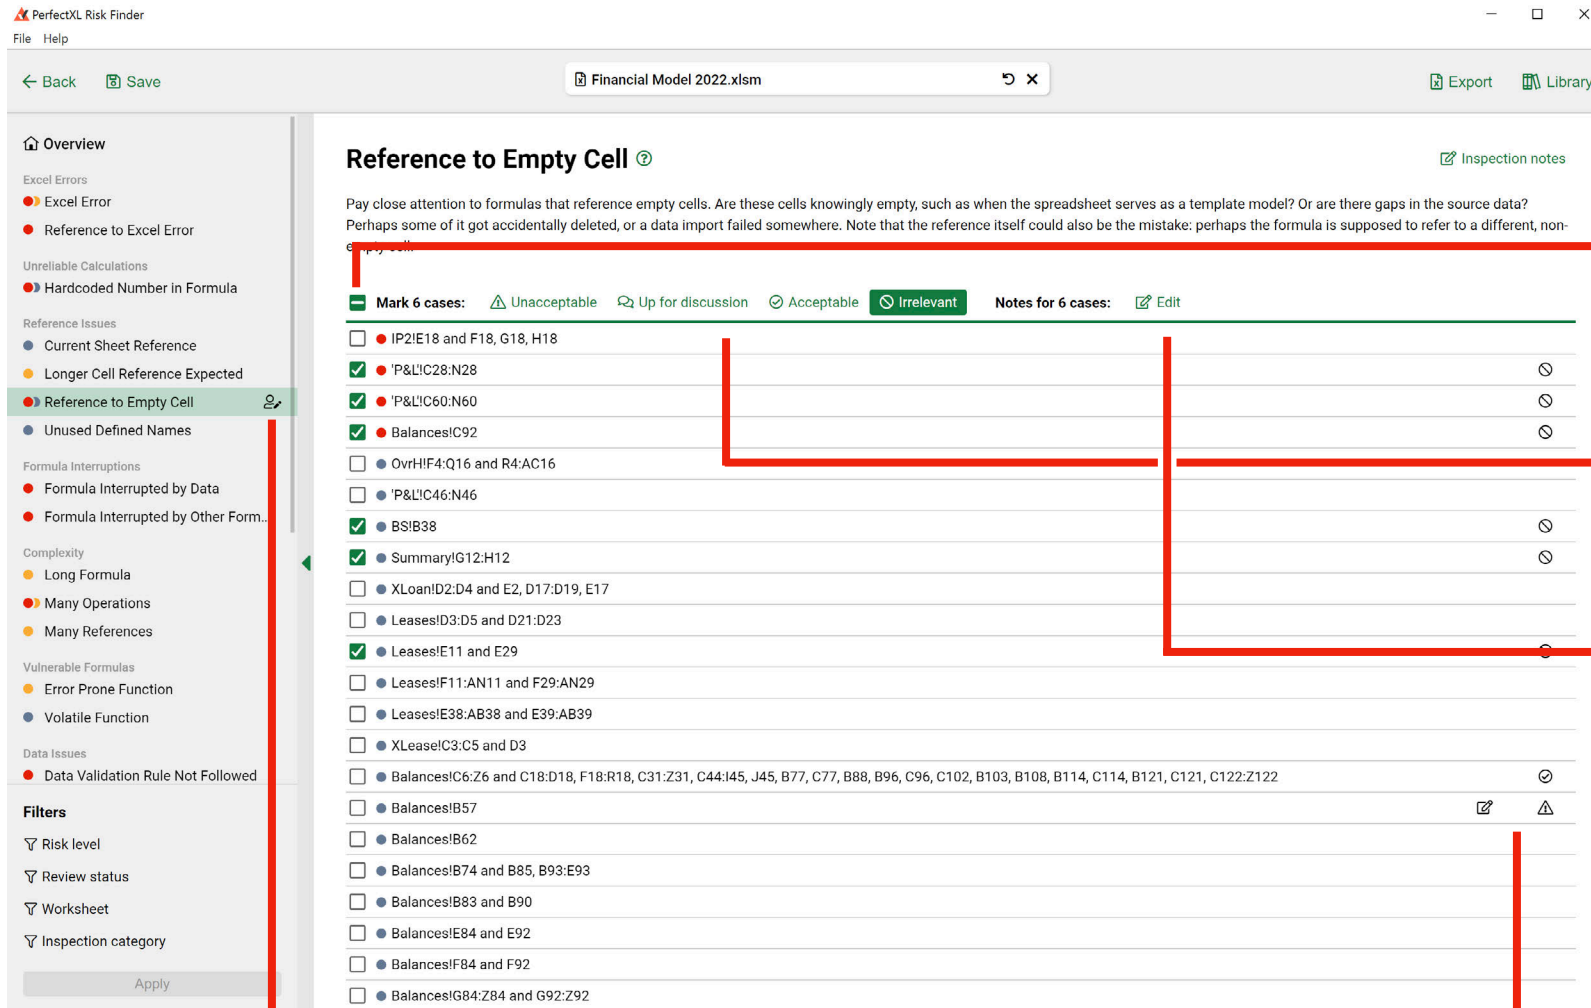 PerfectXL Risk Finder
File Help
Back Save Financial Model 2022.xlsm Export Library
Overview
Excel Errors
Excel Error
Reference to Excel Error
Unreliable Calculations
Hardcoded Number in Formula
Reference Issues
Current Sheet Reference
Longer Cell Reference Expected
Reference to Empty Cell
Unused Defined Names
Formula Interruptions
Formula Interrupted by Data
Formula Interrupted by Other Form..
Complexity
Long Formula
Many Operations
Many References
Vulnerable Formulas
Error Prone Function
Volatile Function
Data Issues
Data Validation Rule Not Followed
Filters
Risk level
Review status
Worksheet
Inspection category
Apply
Reference to Empty Cell
Inspection notes
Pay close attention to formulas that reference empty cells. Are these cells knowingly empty, such as when the spreadsheet serves as a template model? Or are there gaps in the source data?
Perhaps some of it got accidentally deleted, or a data import failed somewhere. Note that the reference itself could also be the mistake: perhaps the formula is supposed to refer to a different, non-
empty cell.
Mark 6 cases: Unacceptable Up for discussion Acceptable Irrelevant Notes for 6 cases: Edit
IP2!E18 and F18, G18, H18
'P&L'!C28:N28
'P&L'!C60:N60
Balances!C92
OvrH!F4:Q16 and R4:AC16
'P&L'!C46:N46
BS!B38
Summary!G12:H12
XLoan!D2:D4 and E2, D17:D19, E17
Leases!D3:D5 and D21:D23
Leases!E11 and E29
Leases!F11:AN11 and F29:AN29
Leases!E38:AB38 and E39:AB39
XLease!C3:C5 and D3
Balances!C6:Z6 and C18:D18, F18:R18, C31:Z31, C44:I45, J45, B77, C77, B88, B96, C96, C102, B103, B108, B114, C114, B121, C121, C122:Z122
Balances!B57
Balances!B62
Balances!B74 and B85, B93:E93
Balances!B83 and B90
Balances!E84 and E92
Balances!F84 and F92
Balances!G84:Z84 and G92:Z92